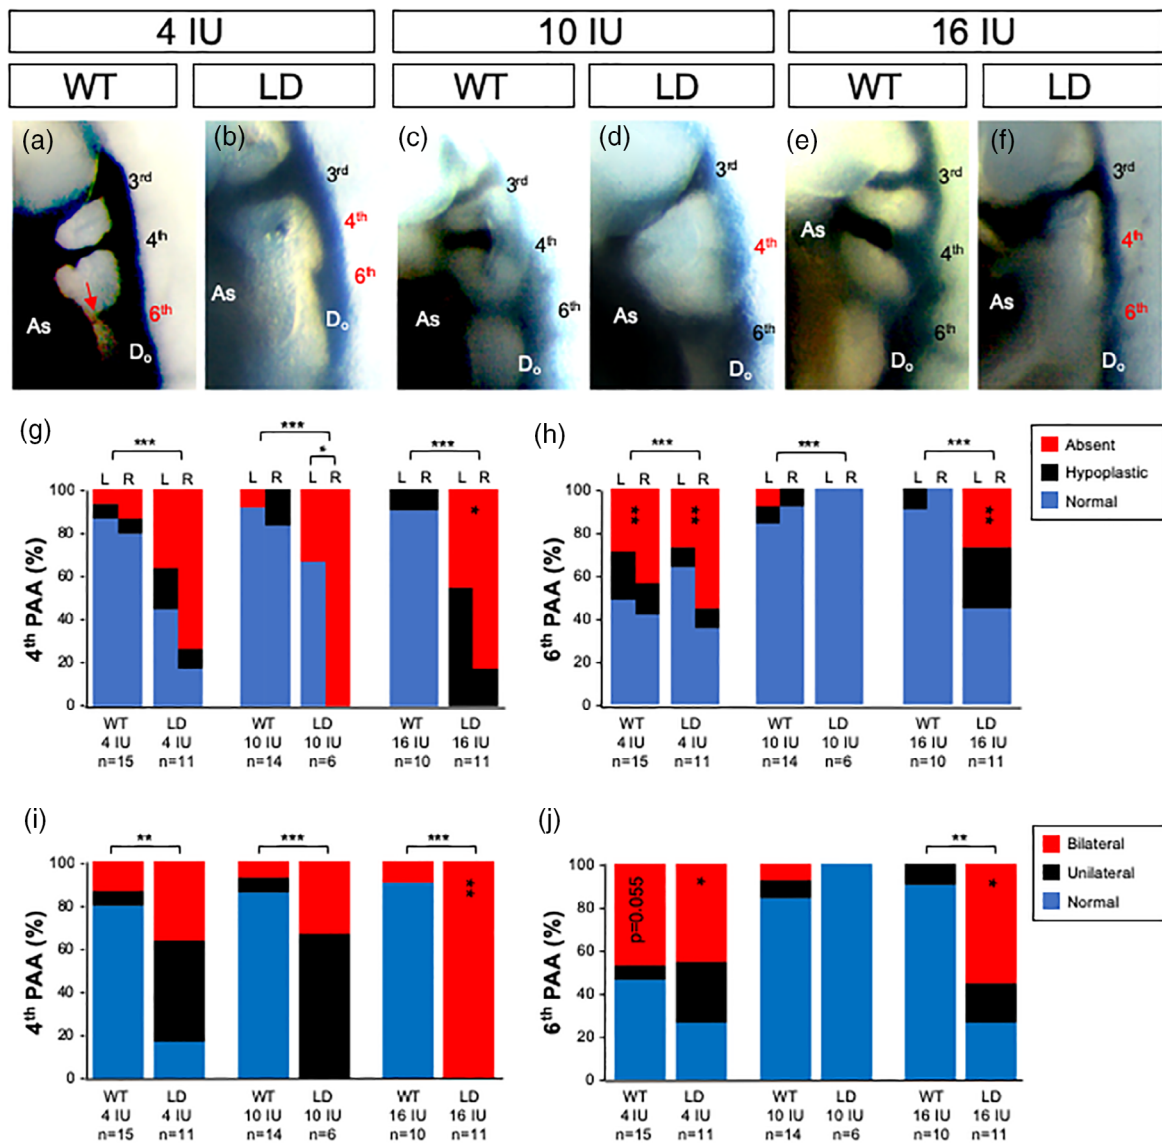 4 IU 10 IU 16 IU
WT LD WT LD WT LD
(a) (b) (c) (d) (e) (f)
3rd 4th 6th As Do
3rd 4th 6th As Do
3rd 4th 6th As Do
3rd 4th 6th As Do
3rd 4th 6th As Do
3rd 4th 6th As Do
(g)
*** *** * *** *
L R L R L R L R L R L R
100
80
60
40
20
0
4th PAA (%)
WT LD WT LD WT LD
4 IU 4 IU 10 IU 10 IU 16 IU 16 IU
n=15 n=11 n=14 n=6 n=10 n=11
(h)
*** *** ***
L R L R L R L R L R L R
** ** **
100
80
60
40
20
0
6th PAA (%)
WT LD WT LD WT LD
4 IU 4 IU 10 IU 10 IU 16 IU 16 IU
n=15 n=11 n=14 n=6 n=10 n=11
Absent
Hypoplastic
Normal
(i)
** *** *** **
100
80
60
40
20
0
4th PAA (%)
WT LD WT LD WT LD
4 IU 4 IU 10 IU 10 IU 16 IU 16 IU
n=15 n=11 n=14 n=6 n=10 n=11
(j)
**
p=0.055 * *
100
80
60
40
20
0
6th PAA (%)
WT LD WT LD WT LD
4 IU 4 IU 10 IU 10 IU 16 IU 16 IU
n=15 n=11 n=14 n=6 n=10 n=11
Bilateral
Unilateral
Normal